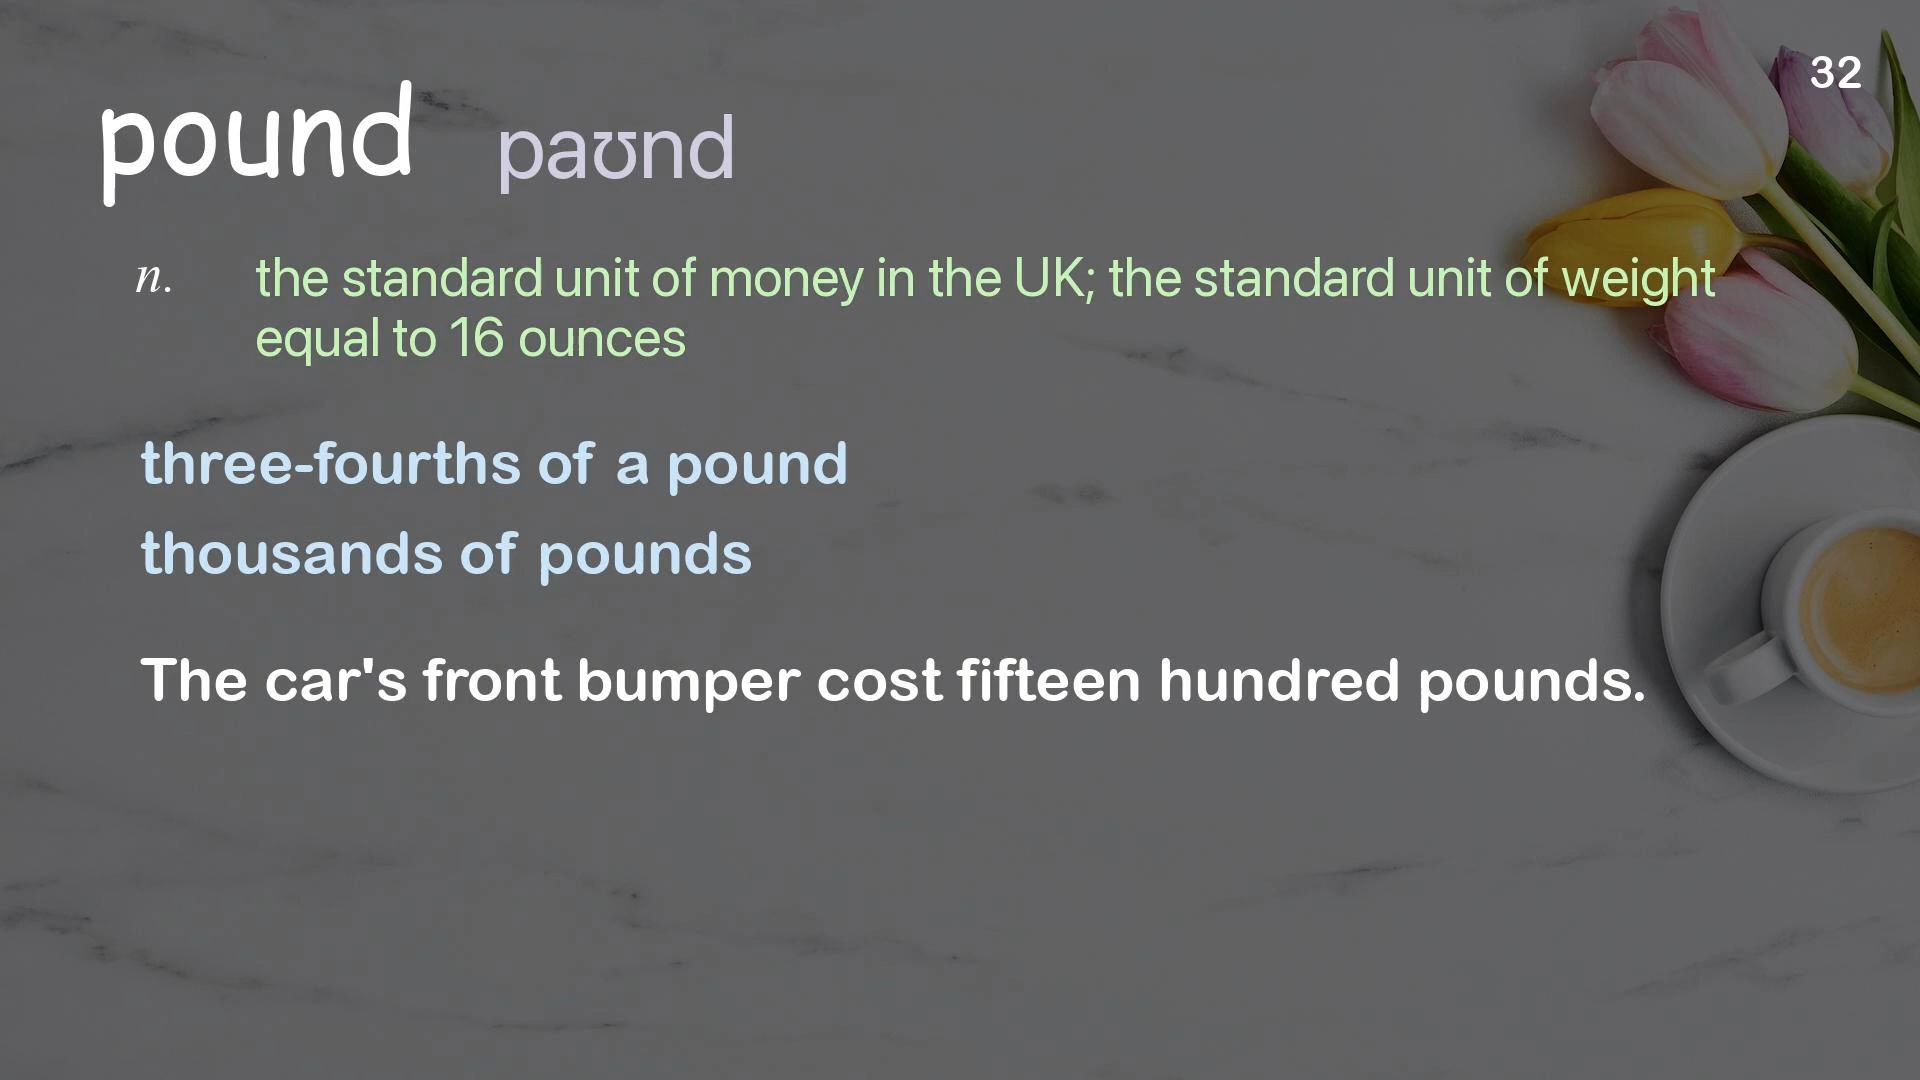 32
pound paʊnd
n. the standard unit of money in the UK; the standard unit of weight
equal to 16 ounces
three-fourths of a pound
thousands of pounds
The car's front bumper cost fifteen hundred pounds.